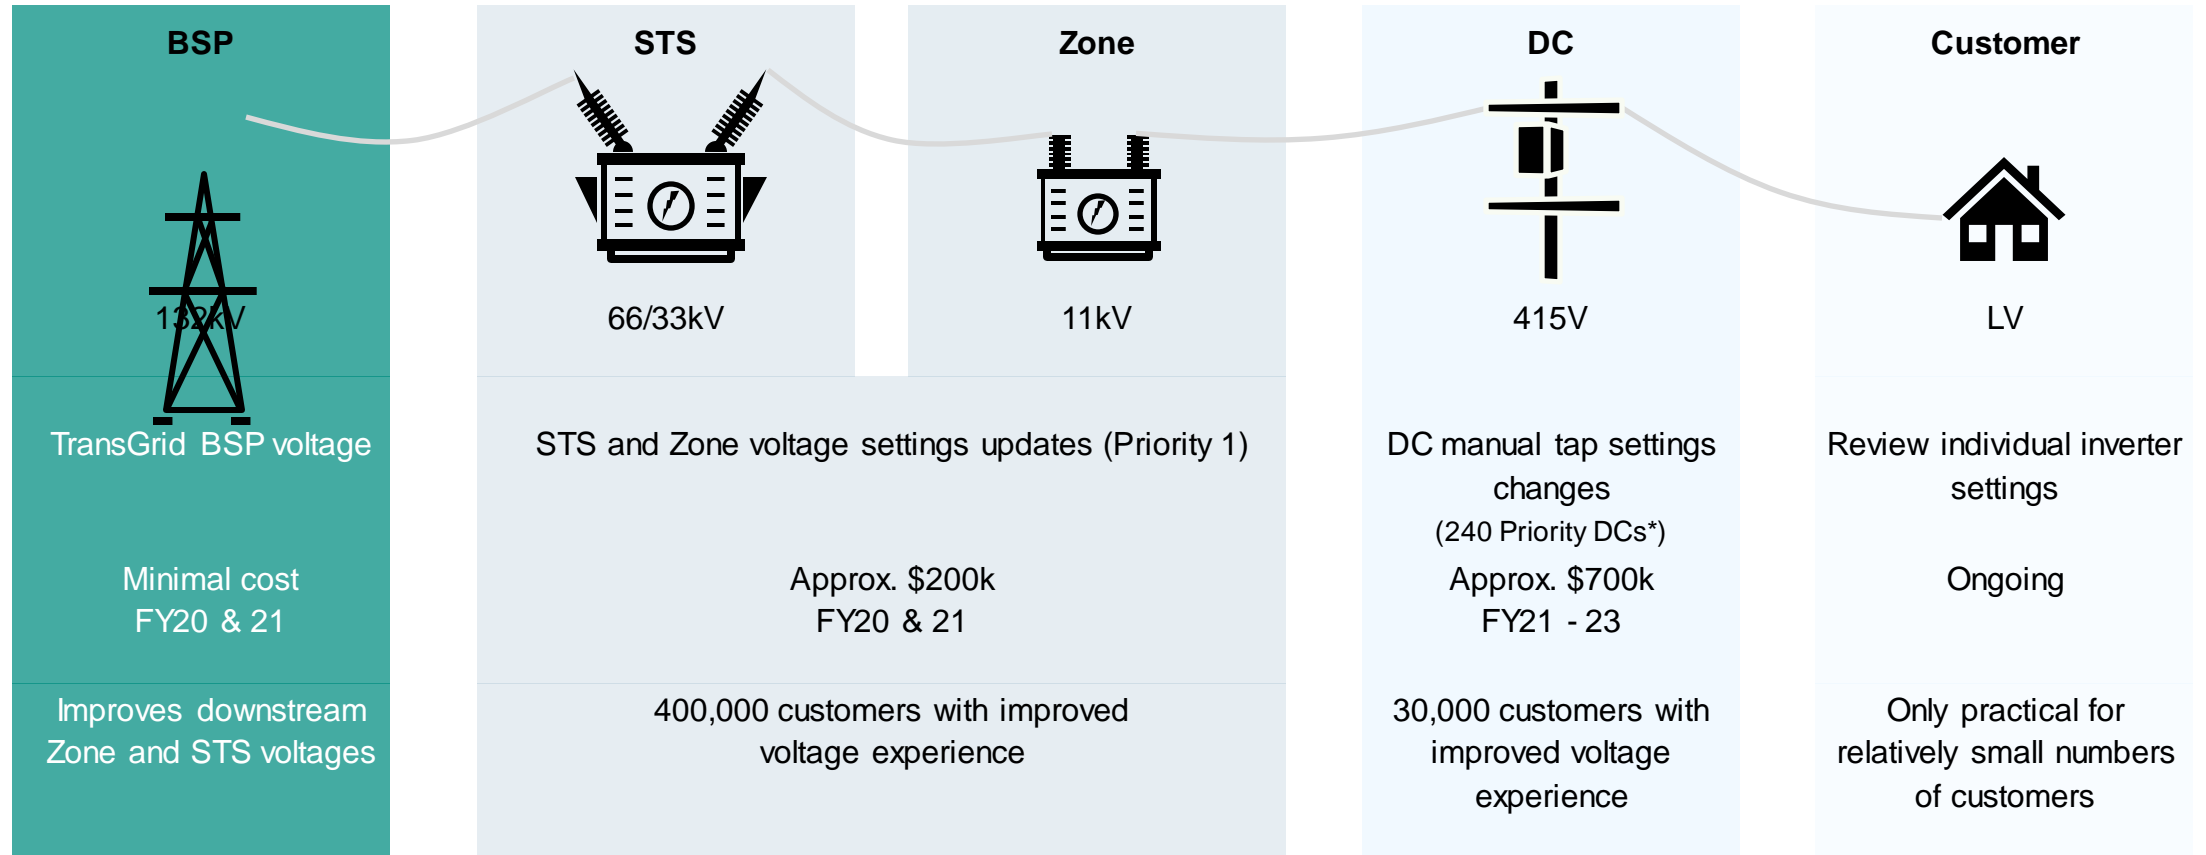 BSP
STS
Zone
DC
Customer
132kV
66/33kV
11kV
415V
LV
TransGrid BSP voltage
STS and Zone voltage settings updates (Priority 1)
DC manual tap settings
changes
(240 Priority DCs*)
Review individual inverter
settings
Minimal cost
FY20 & 21
Approx. $200k
FY20 & 21
Approx. $700k
FY21 - 23
Ongoing
Improves downstream
Zone and STS voltages
400,000 customers with improved
voltage experience
30,000 customers with
improved voltage
experience
Only practical for
relatively small numbers
of customers